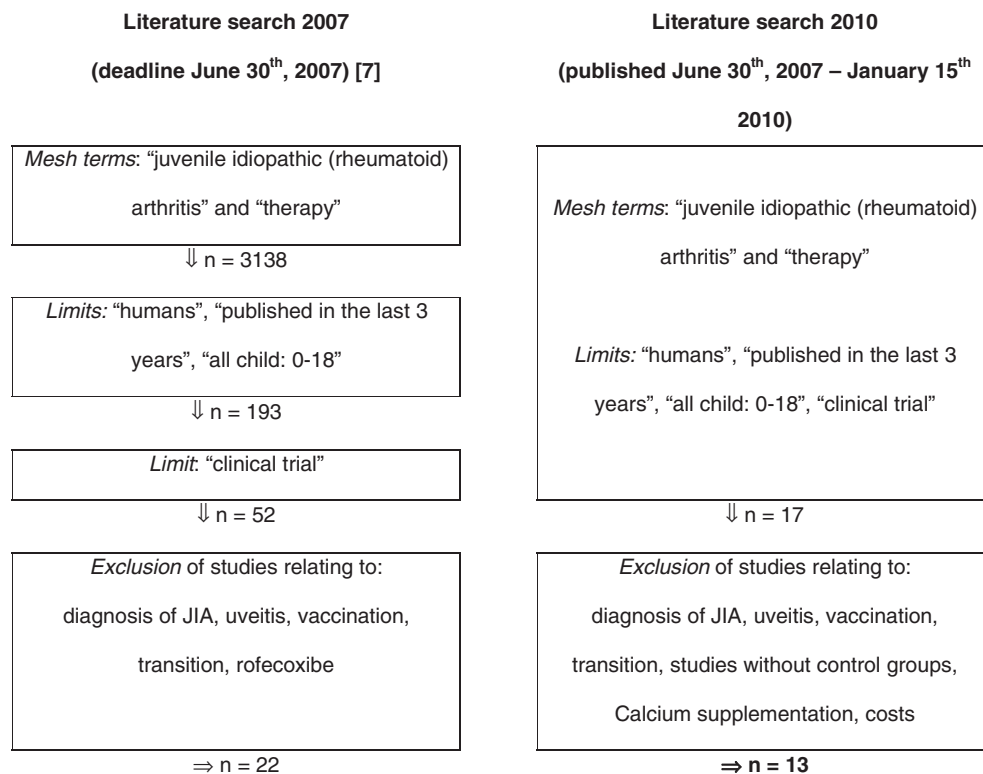 Literature search 2007
(deadline June 30th, 2007) [7]
Mesh terms: “juvenile idiopathic (rheumatoid)
arthritis” and “therapy”
⇓ n = 3138
Limits: “humans”, “published in the last 3
years”, “all child: 0-18”
⇓ n = 193
Limit: “clinical trial”
⇓ n = 52
Exclusion of studies relating to:
diagnosis of JIA, uveitis, vaccination,
transition, rofecoxibe
⇒ n = 22
Literature search 2010
(published June 30th, 2007 – January 15th
2010)
Mesh terms: “juvenile idiopathic (rheumatoid)
arthritis” and “therapy”
Limits: “humans”, “published in the last 3
years”, “all child: 0-18”, “clinical trial”
⇓ n = 17
Exclusion of studies relating to:
diagnosis of JIA, uveitis, vaccination,
transition, studies without control groups,
Calcium supplementation, costs
⇒ n = 13